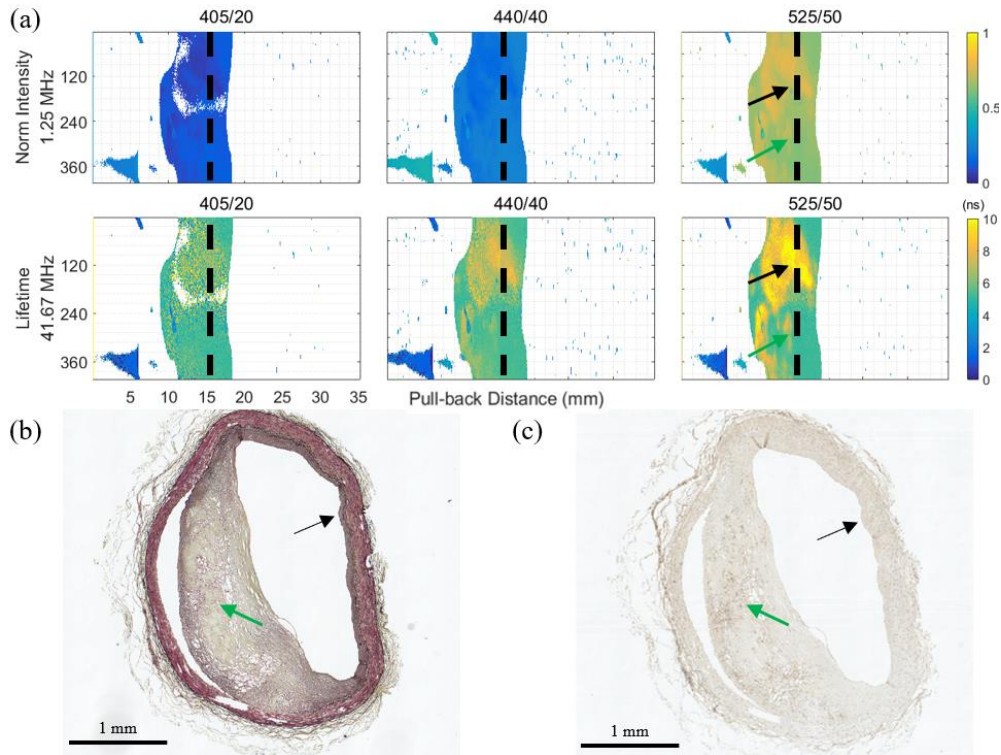 (a)
405/20
440/40
525/50
Norm Intensity
1.25 MHz
120
240
360
1
0.5
0
405/20
440/40
525/50
(ns)
Lifetime
41.67 MHz
120
240
360
10
8
6
4
2
0
5 10 15 20 25 30 35
Pull-back Distance (mm)
(b)
(c)
1 mm
1 mm